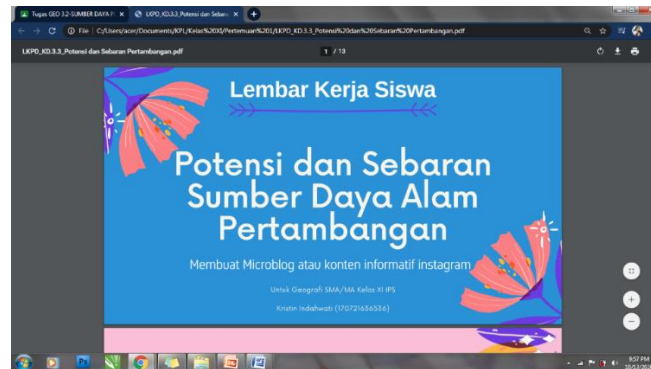 Tugas GEO 3.2-SUMBER DAYA P
LKPD_KD.3.3_Potensi dan Sebaran
File | C:/Users/acer/Documents/KPL/Kelas%20XI/Pertemuan%201/LKPD_KD.3.3_Potensi%20dan%20Sebaran%20Pertambangan.pdf
LKPD_KD.3.3_Potensi dan Sebaran Pertambangan.pdf
1 / 13
Lembar Kerja Siswa
Potensi dan Sebaran
Sumber Daya Alam
Pertambangan
Membuat Microblog atau konten informatif instagram
Untuk Geografi SMA/MA Kelas XI IPS
Kristin Indahwati (170721636536)
Ps
9:57 PM